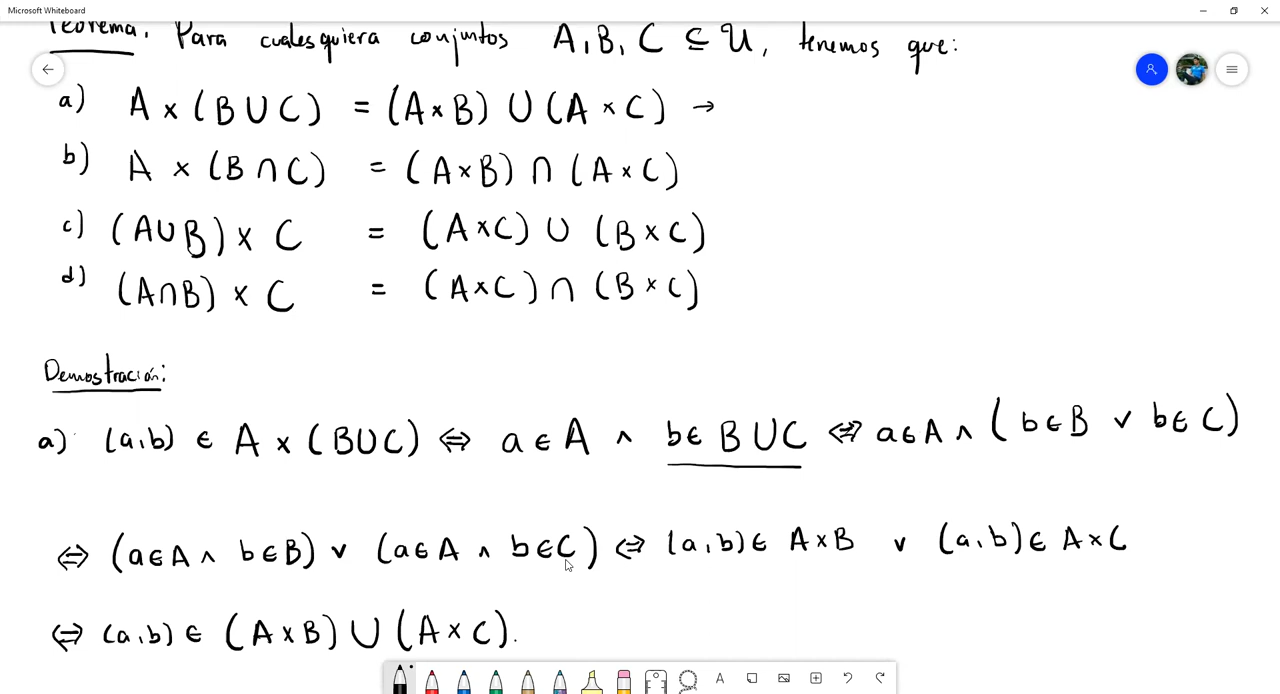 Microsoft Whiteboard
Teorema. Para cualesquiera conjuntos A, B, C ⊆ U, tenemos que:
a) A × (B ∪ C) = (A×B) ∪ (A×C) →
b) A × (B ∩ C) = (A×B) ∩ (A×C)
c) (A∪B) × C = (A×C) ∪ (B×C)
d) (A∩B) × C = (A×C) ∩ (B×C)
Demostración:
a) (a,b) ∈ A × (B∪C) ⇔ a ∈ A ∧ b ∈ B ∪ C ⇔ a ∈ A ∧ (b ∈ B ∨ b ∈ C)
⇔ (a∈A ∧ b∈B) ∨ (a∈A ∧ b∈C) ⇔ (a,b) ∈ A×B ∨ (a,b) ∈ A×C
⇔ (a,b) ∈ (A×B) ∪ (A×C).
A